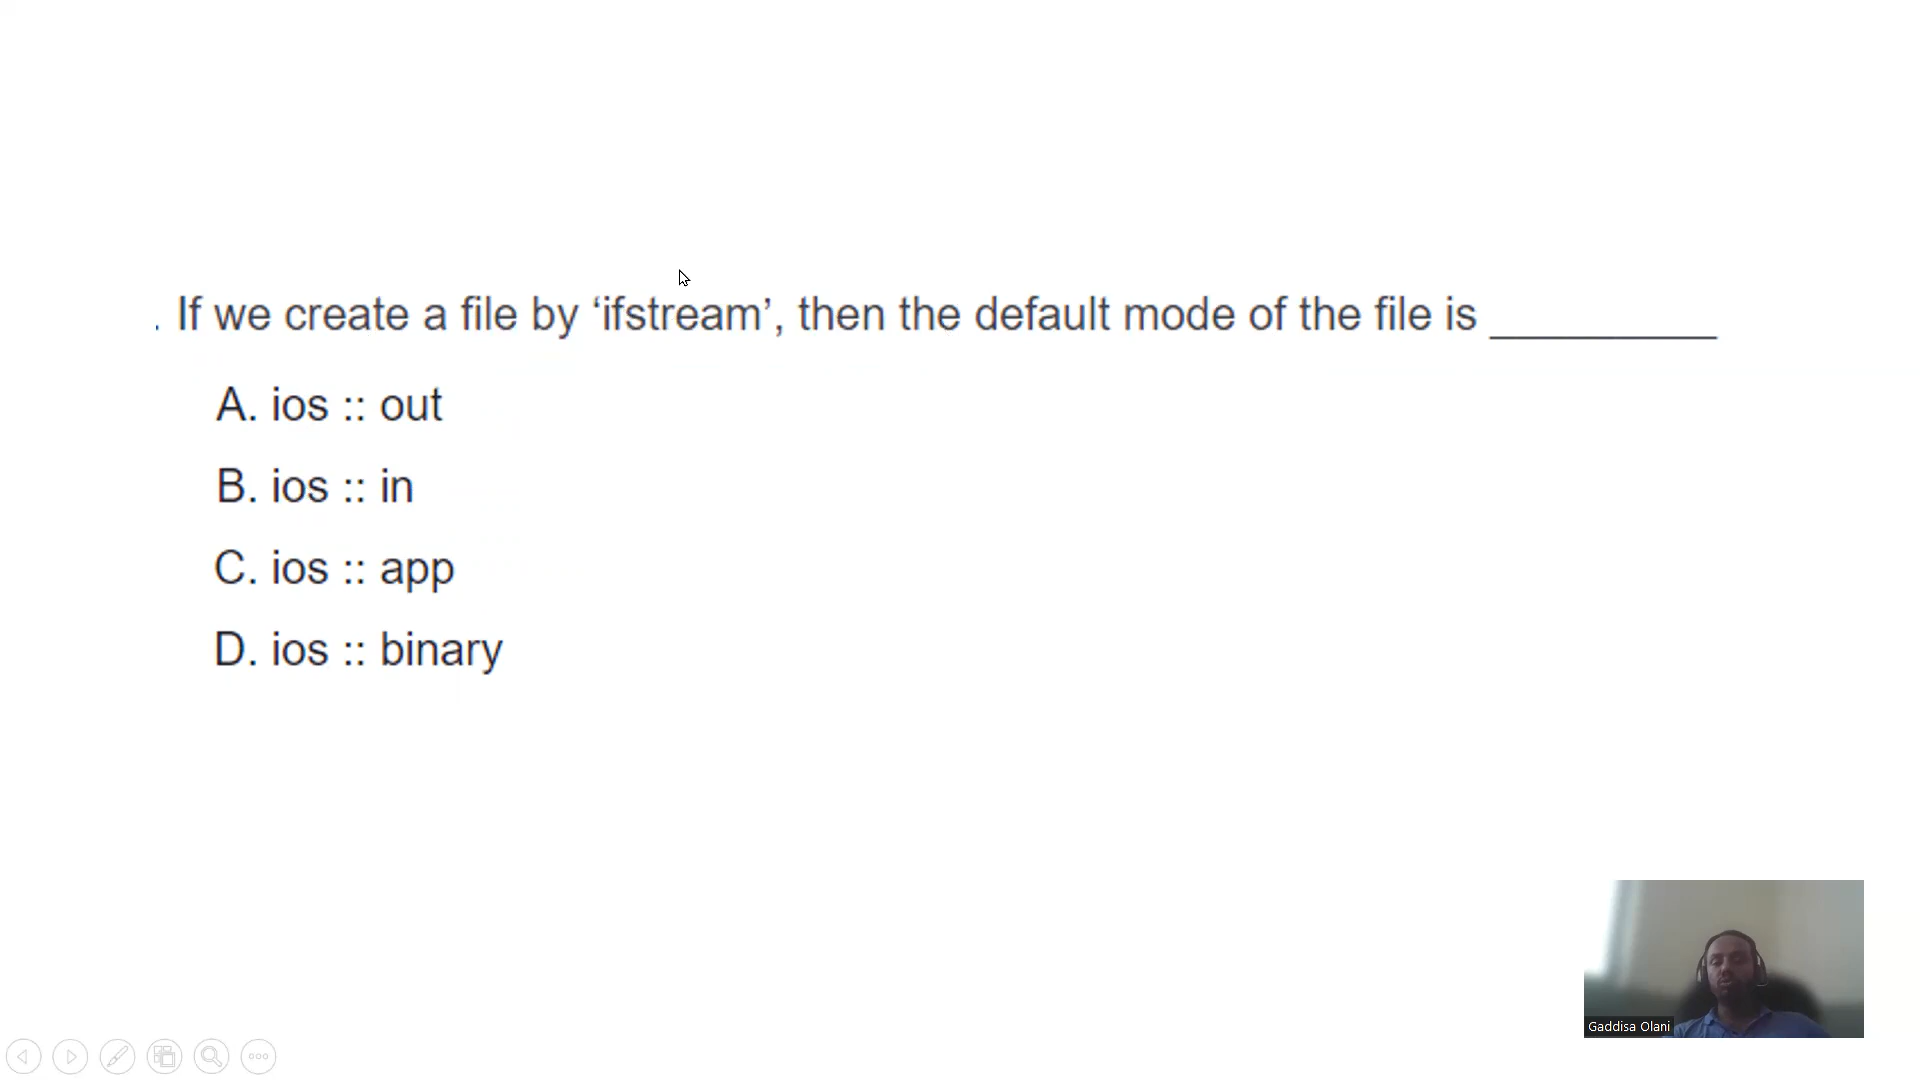 . If we create a file by ‘ifstream’, then the default mode of the file is __________
A. ios :: out
B. ios :: in
C. ios :: app
D. ios :: binary
Gaddisa Olani